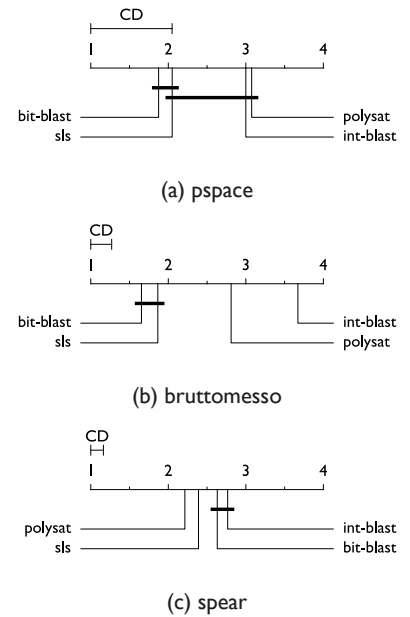 CD
1 2 3 4
bit-blast polysat
sls int-blast
(a) pspace
CD
1 2 3 4
bit-blast int-blast
sls polysat
(b) bruttomesso
CD
1 2 3 4
polysat int-blast
sls bit-blast
(c) spear